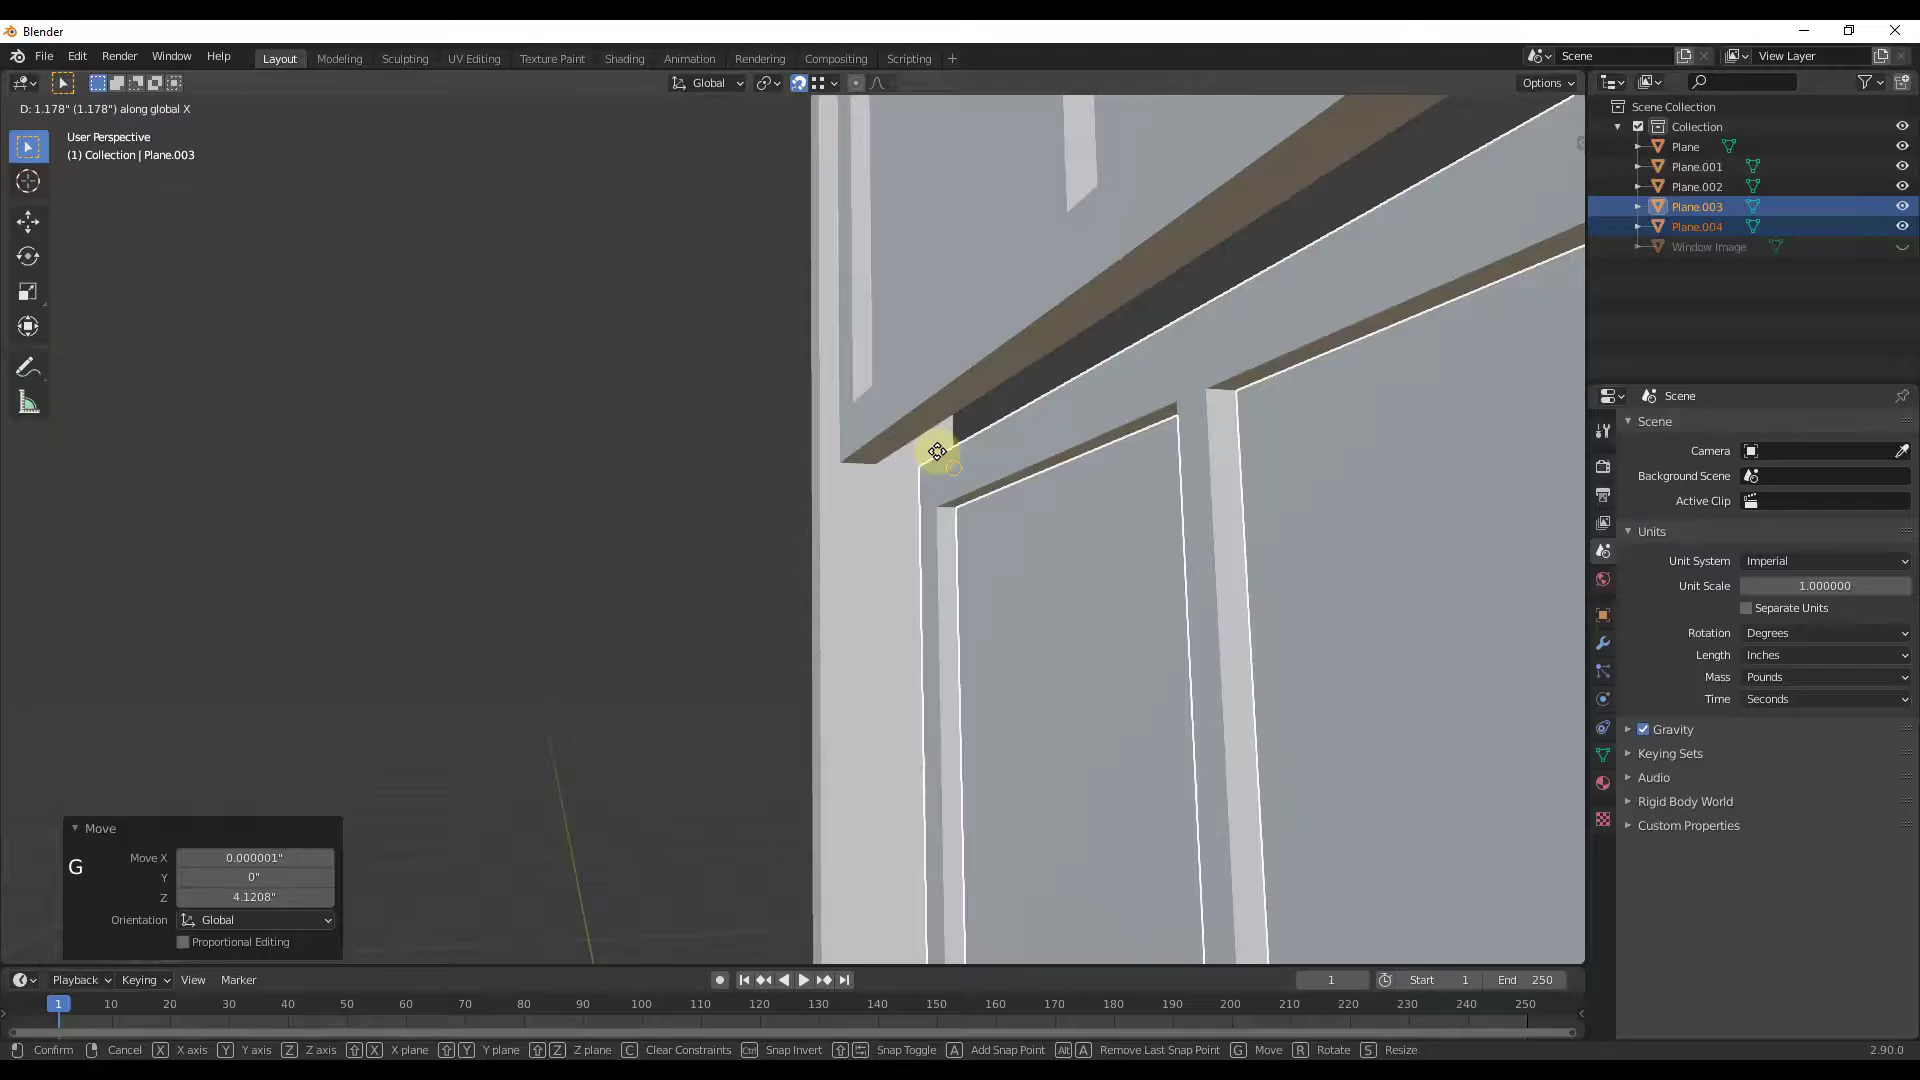 Blender
File Edit Render Window Help Layout Modeling Sculpting UV Editing Texture Paint Shading Animation Rendering Compositing Scripting + Scene View Layer
Global Options
D: 1.178" (1.178") along global X
User Perspective
(1) Collection | Plane.003
Scene Collection
Collection
Plane
Plane.001
Plane.002
Plane.003
Plane.004
Window Image
Scene
Scene
Camera
Background Scene
Active Clip
Units
Unit System Imperial
Unit Scale 1.000000
Separate Units
Rotation Degrees
Length Inches
Mass Pounds
Time Seconds
Gravity
Keying Sets
Audio
Rigid Body World
Custom Properties
Move
G
Move X 0.000001"
Y 0"
Z 4.1208"
Orientation Global
Proportional Editing
Playback Keying View Marker 1 Start 1 End 250
1 10 20 30 40 50 60 70 80 90 100 110 120 130 140 150 160 170 180 190 200 210 220 230 240 250
Confirm Cancel X X axis Y Y axis Z Z axis X X plane Y Y plane Z Z plane C Clear Constraints Ctrl Snap Invert Snap Toggle A Add Snap Point Alt A Remove Last Snap Point G Move R Rotate S Resize 2.90.0